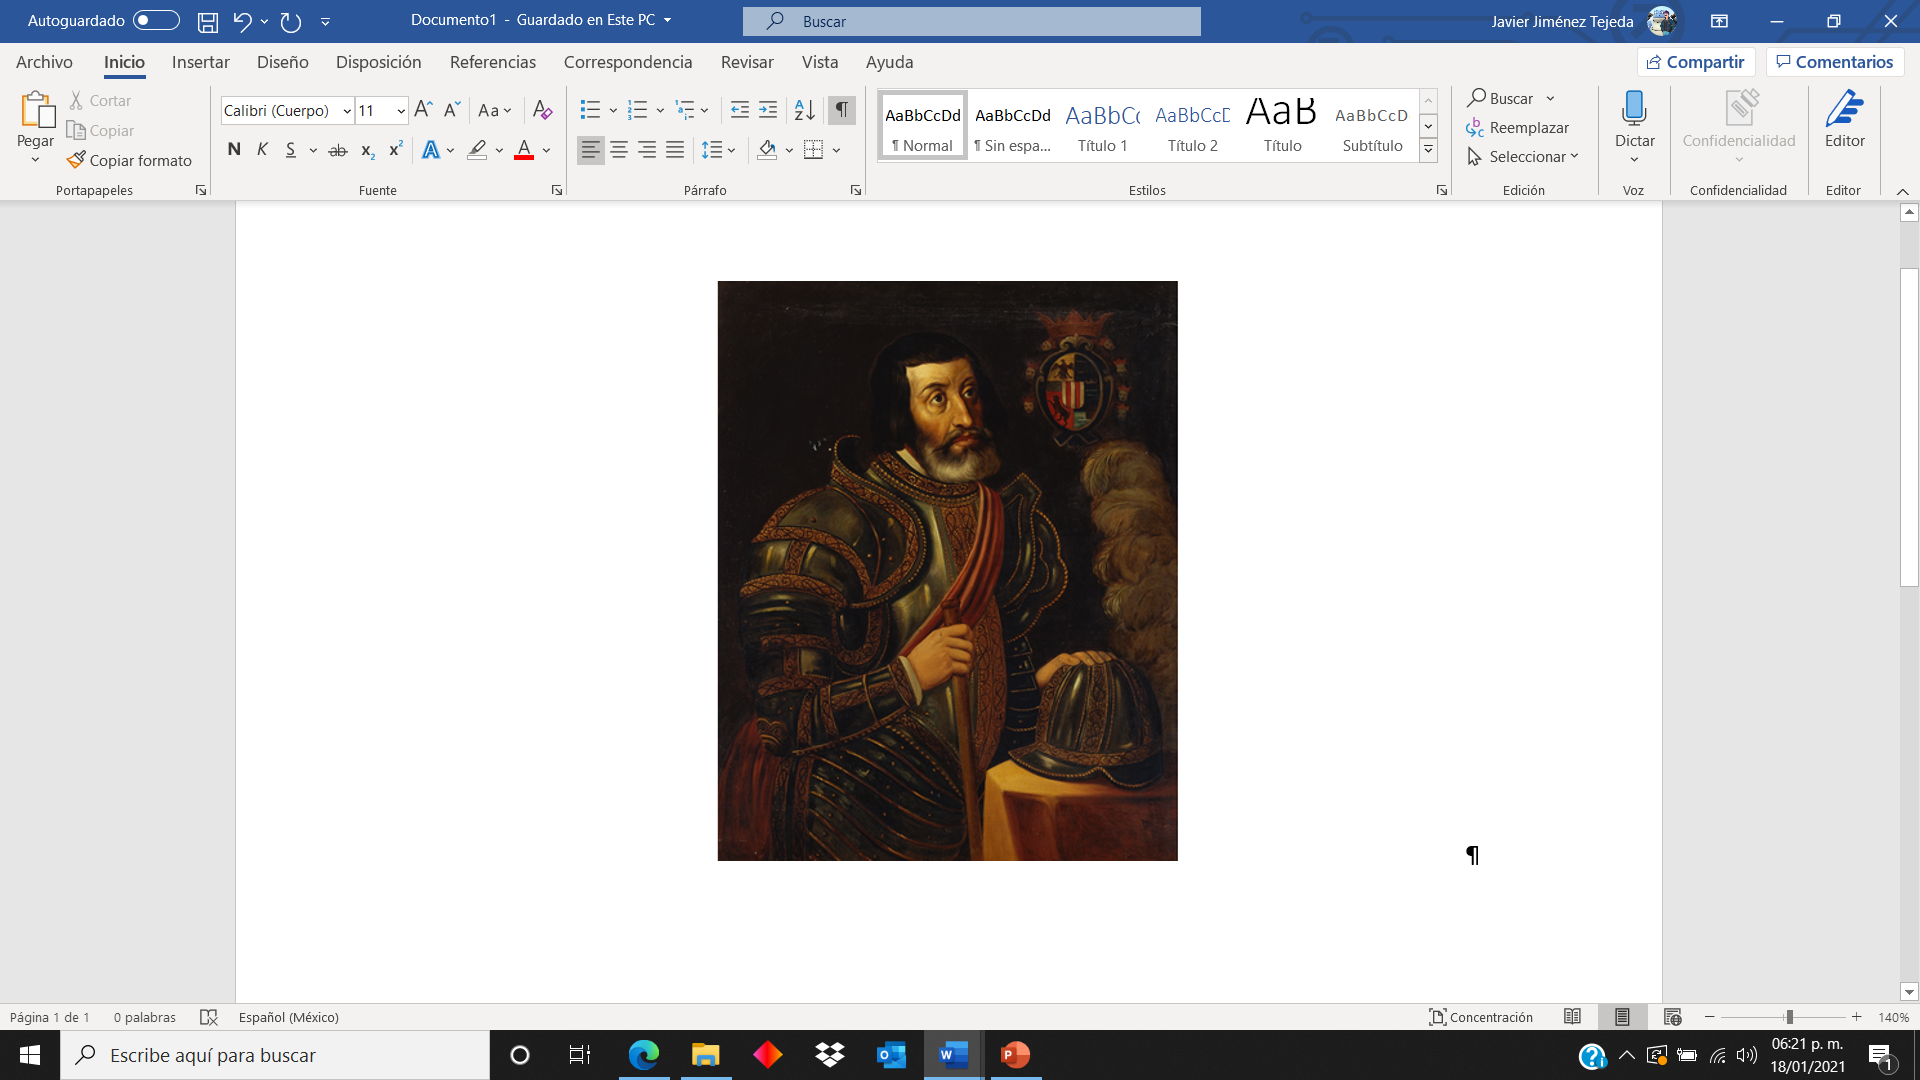 Autoguardado
Documento1 - Guardado en Este PC
Buscar
Javier Jiménez Tejeda
Archivo Inicio Insertar Diseño Disposición Referencias Correspondencia Revisar Vista Ayuda
Compartir Comentarios
Pegar
Cortar
Copiar
Copiar formato
Portapapeles
Calibri (Cuerpo) 11
N K S ab x₂ x² A A
Fuente
Párrafo
AaBbCcDd
¶ Normal
AaBbCcDd
¶ Sin espa...
AaBbCc
Título 1
AaBbCcD
Título 2
AaB
Título
AaBbCcD
Subtítulo
Estilos
Buscar
Reemplazar
Seleccionar
Edición
Dictar
Voz
Confidencialidad
Confidencialidad
Editor
Editor
¶
Página 1 de 1 0 palabras Español (México)
Concentración
140%
Escribe aquí para buscar
06:21 p. m.
18/01/2021
1